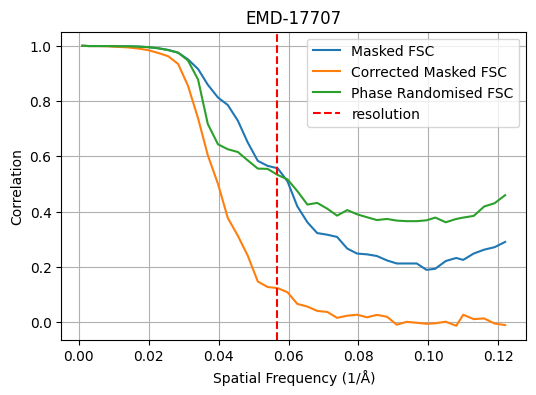 EMD-17707
Masked FSC
Corrected Masked FSC
Phase Randomised FSC
resolution
1.0
0.8
0.6
0.4
0.2
0.0
Correlation
0.00 0.02 0.04 0.06 0.08 0.10 0.12
Spatial Frequency (1/Å)